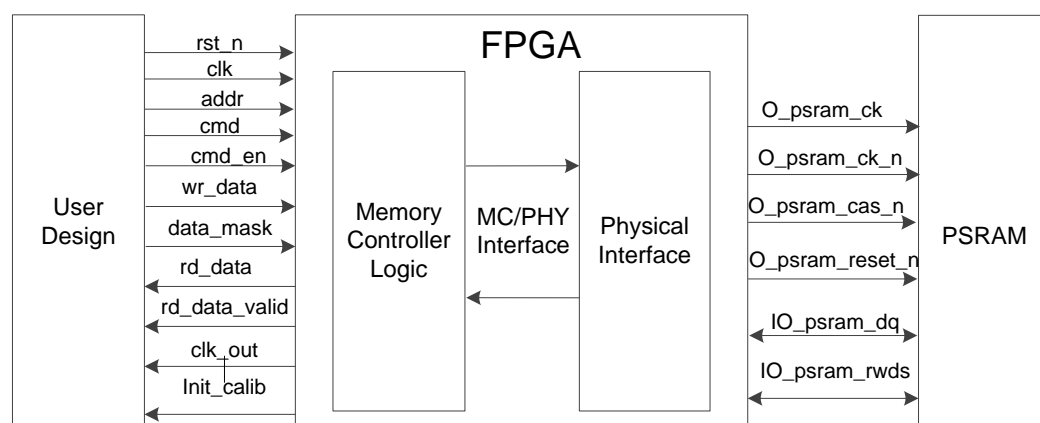 FPGA
rst_n
clk
addr
cmd
cmd_en
wr_data
data_mask
rd_data
rd_data_valid
clk_out
Init_calib
User
Design
Memory
Controller
Logic
MC/PHY
Interface
Physical
Interface
O_psram_ck
O_psram_ck_n
O_psram_cas_n
O_psram_reset_n
IO_psram_dq
IO_psram_rwds
PSRAM